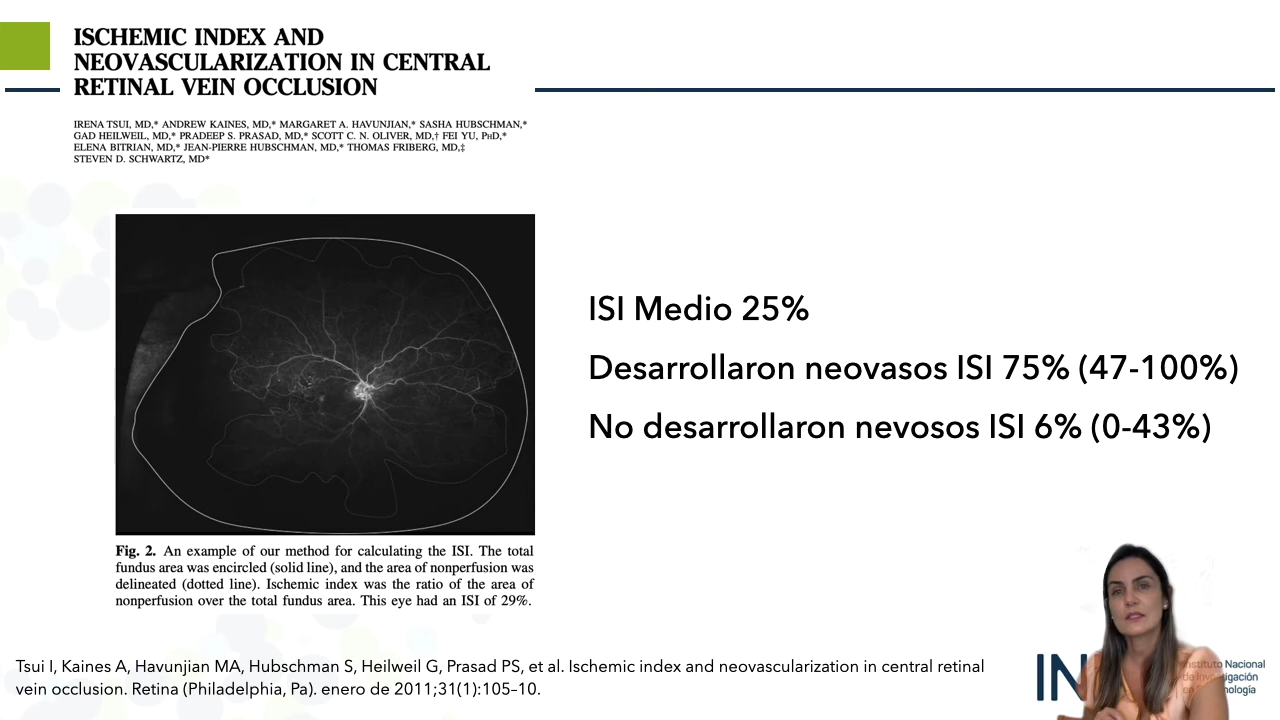 ISCHEMIC INDEX AND
NEOVASCULARIZATION IN CENTRAL
RETINAL VEIN OCCLUSION
IRENA TSUI, MD,* ANDREW KAINES, MD,* MARGARET A. HAVUNJIAN,* SASHA HUBSCHMAN,*
GAD HEILWEIL, MD,* PRADEEP S. PRASAD, MD,* SCOTT C. N. OLIVER, MD,† FEI YU, PHD,*
ELENA BITRIAN, MD,* JEAN-PIERRE HUBSCHMAN, MD,* THOMAS FRIBERG, MD,‡
STEVEN D. SCHWARTZ, MD*
ISI Medio 25%
Desarrollaron neovasos ISI 75% (47-100%)
No desarrollaron nevosos ISI 6% (0-43%)
Fig. 2. An example of our method for calculating the ISI. The total
fundus area was encircled (solid line), and the area of nonperfusion was
delineated (dotted line). Ischemic index was the ratio of the area of
nonperfusion over the total fundus area. This eye had an ISI of 29%.
Tsui I, Kaines A, Havunjian MA, Hubschman S, Heilweil G, Prasad PS, et al. Ischemic index and neovascularization in central retinal
vein occlusion. Retina (Philadelphia, Pa). enero de 2011;31(1):105–10.
Instituto Nacional